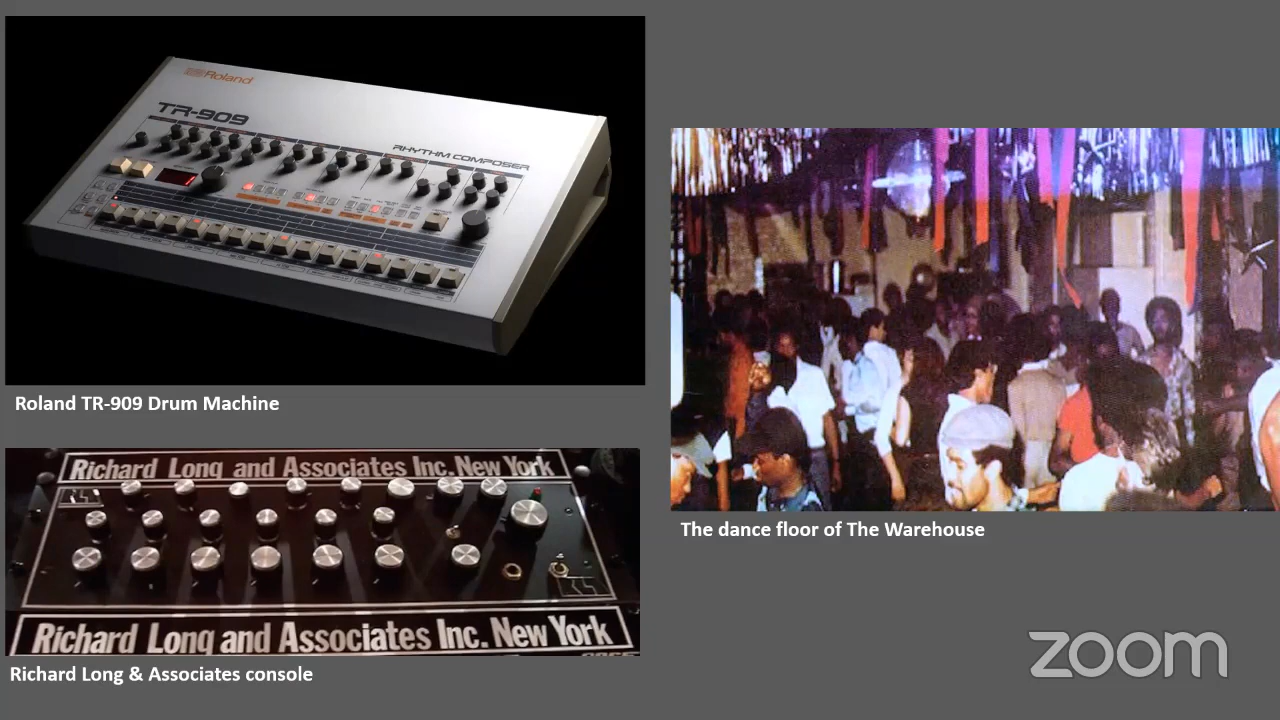 Roland
TR-909
RHYTHM COMPOSER
Roland TR-909 Drum Machine
Richard Long and Associates Inc. New York
Richard Long and Associates Inc. New York
Richard Long & Associates console
The dance floor of The Warehouse
zoom